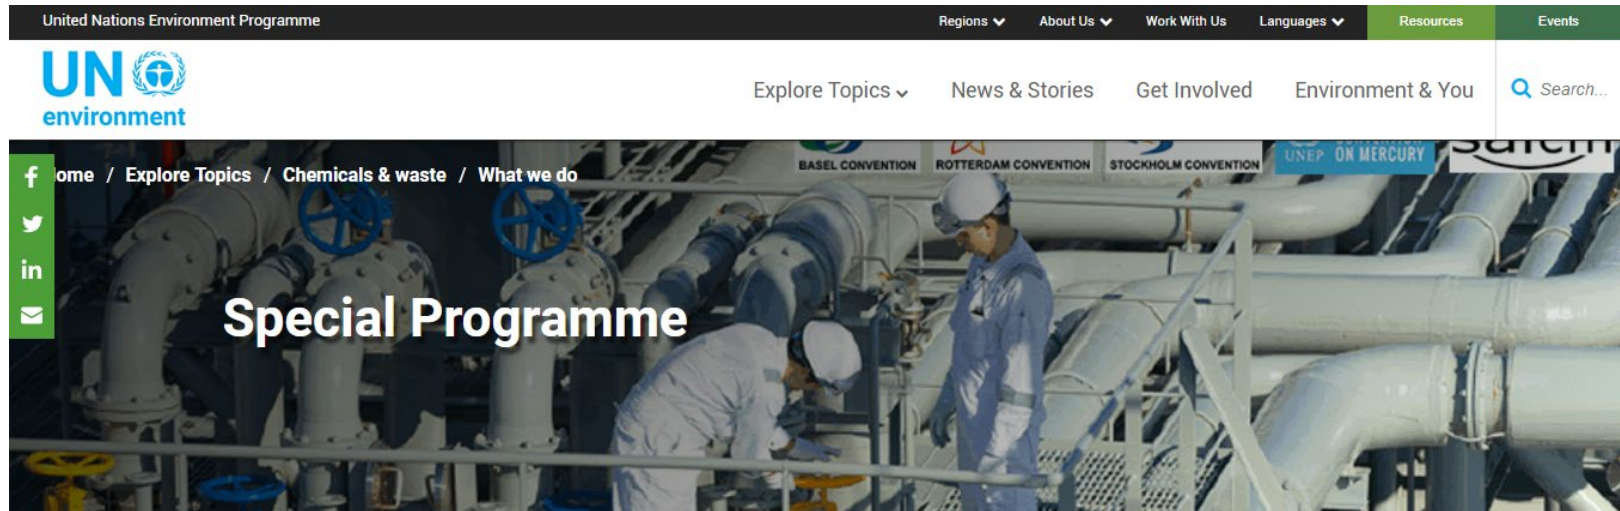 United Nations Environment Programme
Regions
About Us
Work With Us
Languages
Resources
Events
UN
environment
Explore Topics
News & Stories
Get Involved
Environment & You
Search...
ome / Explore Topics / Chemicals & waste / What we do
BASEL CONVENTION
ROTTERDAM CONVENTION
STOCKHOLM CONVENTION
UNEP
ON MERCURY
f
in
Special Programme